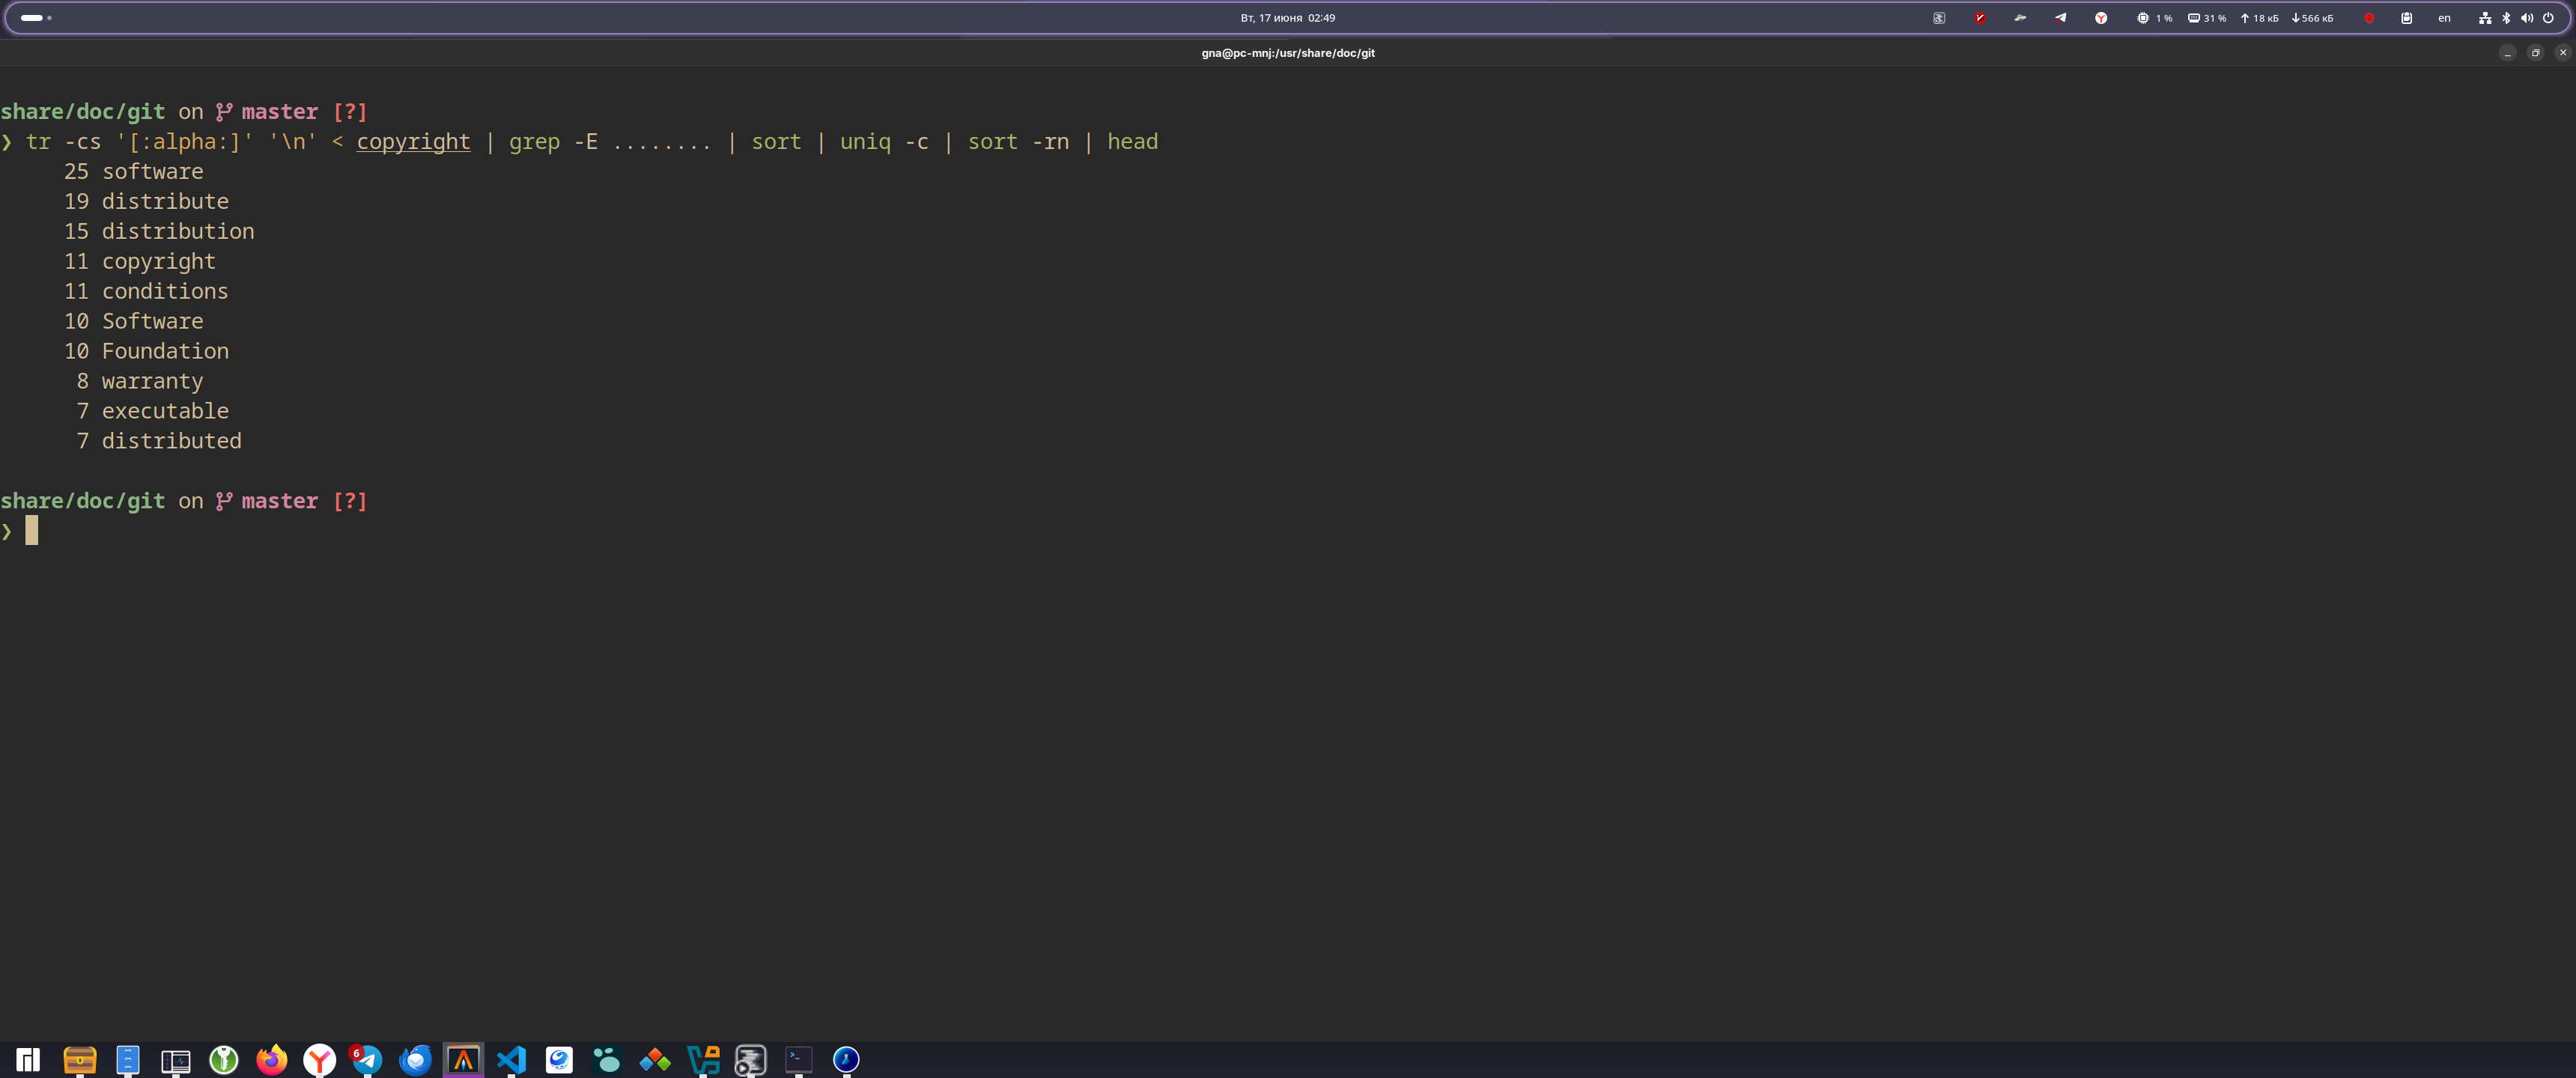 Вт, 17 июня 02:49
1 % 31 % 18 кБ 566 кБ en
gna@pc-mnj:/usr/share/doc/git
share/doc/git on master [?]
❯ tr -cs '[:alpha:]' '\n' < copyright | grep -E ........ | sort | uniq -c | sort -rn | head
25 software
19 distribute
15 distribution
11 copyright
11 conditions
10 Software
10 Foundation
8 warranty
7 executable
7 distributed
share/doc/git on master [?]
❯
6